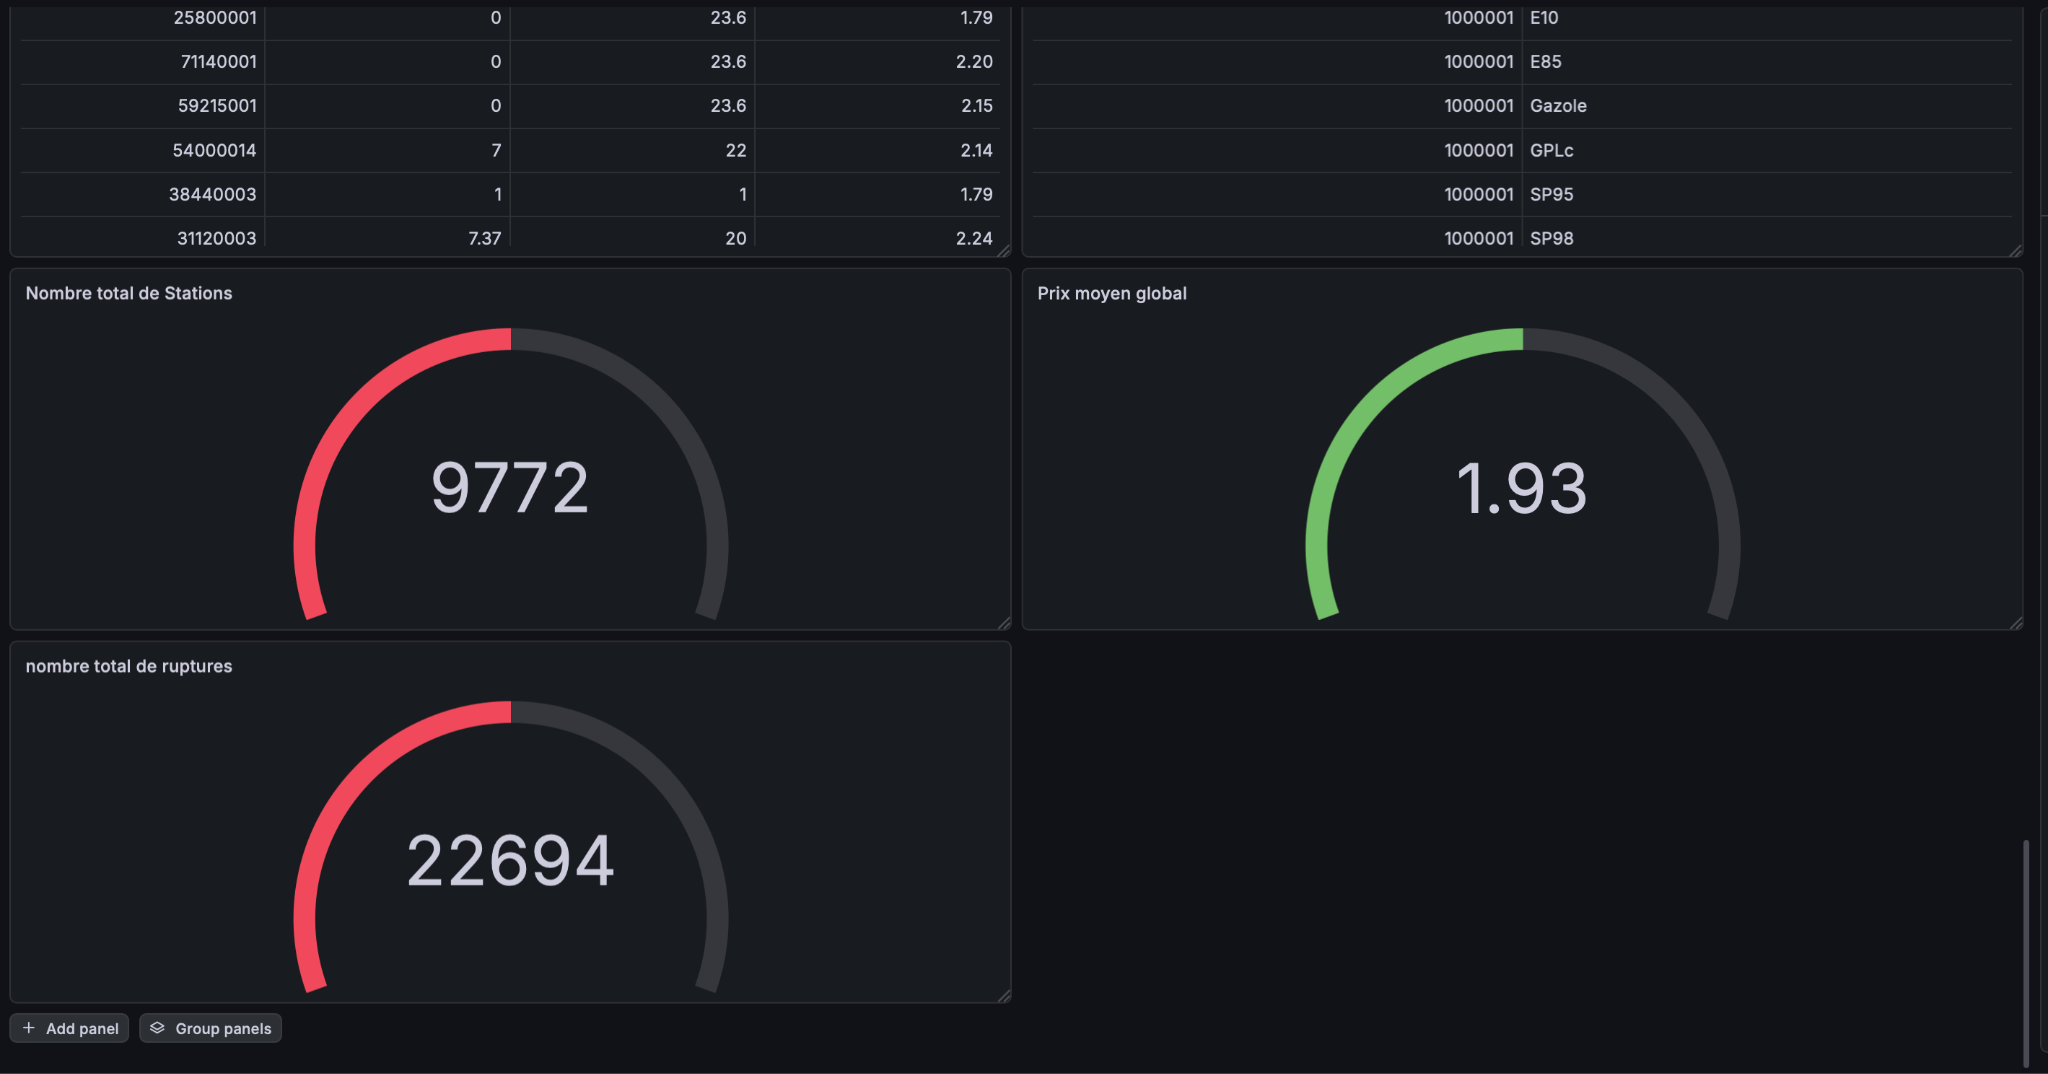 25800001 0 23.6 1.79
71140001 0 23.6 2.20
59215001 0 23.6 2.15
54000014 7 22 2.14
38440003 1 1 1.79
31120003 7.37 20 2.24
1000001 E10
1000001 E85
1000001 Gazole
1000001 GPLc
1000001 SP95
1000001 SP98
Nombre total de Stations
9772
Prix moyen global
1.93
nombre total de ruptures
22694
Add panel
Group panels